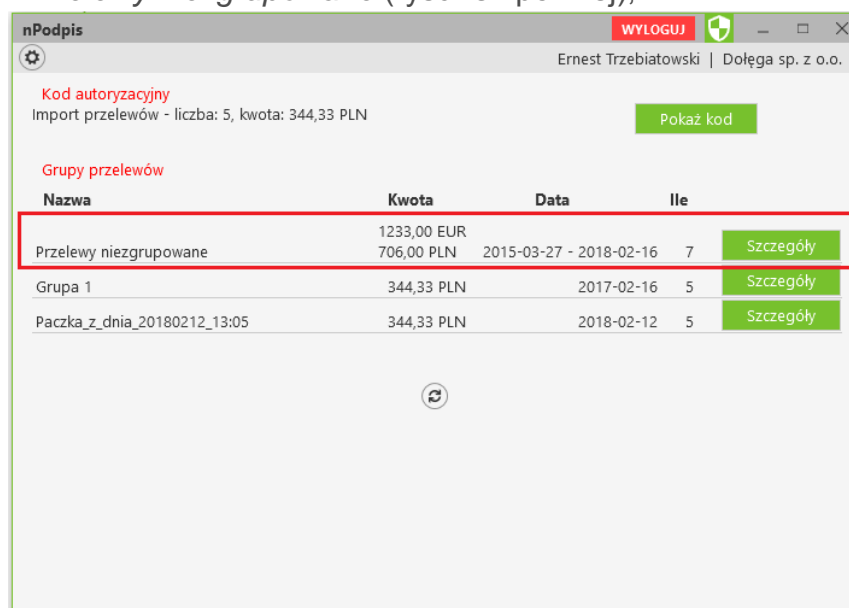 nPodpis WYLOGUJ
Ernest Trzebiatowski | Dołęga sp. z o.o.
Kod autoryzacyjny
Import przelewów - liczba: 5, kwota: 344,33 PLN
Pokaż kod
Grupy przelewów
Nazwa Kwota Data Ile
1233,00 EUR
Przelewy niezgrupowane 706,00 PLN 2015-03-27 - 2018-02-16 7 Szczegóły
Grupa 1 344,33 PLN 2017-02-16 5 Szczegóły
Paczka_z_dnia_20180212_13:05 344,33 PLN 2018-02-12 5 Szczegóły